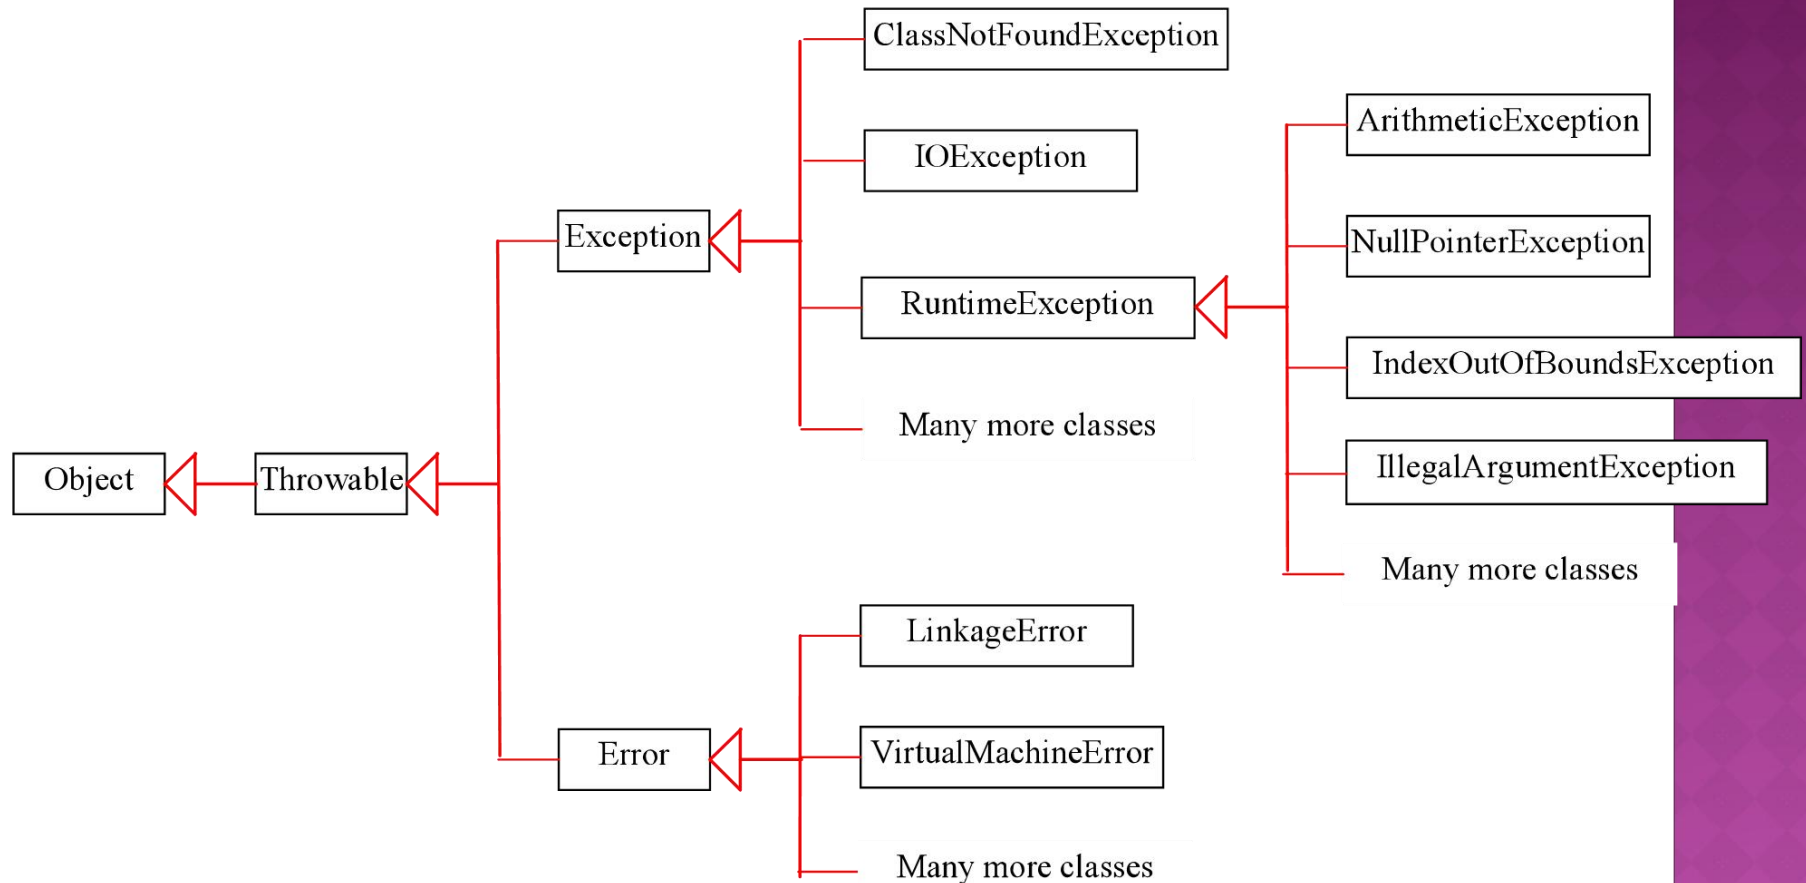 ClassNotFoundException
ArithmeticException
IOException
Exception
NullPointerException
RuntimeException
IndexOutOfBoundsException
Many more classes
Object
Throwable
IllegalArgumentException
Many more classes
LinkageError
Error
VirtualMachineError
Many more classes